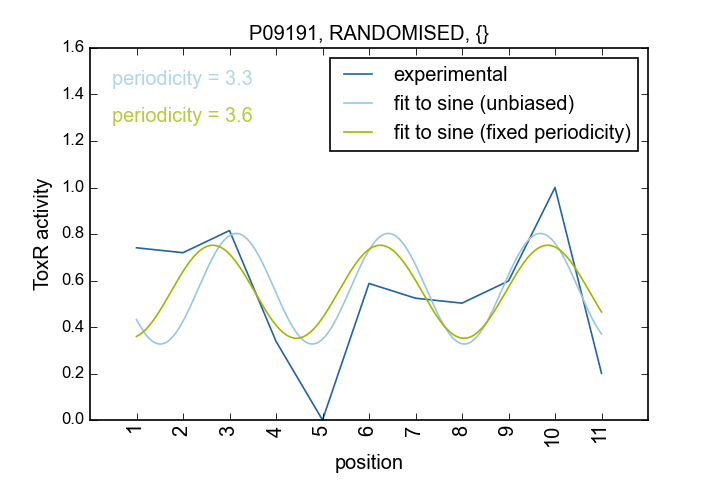 P09191, RANDOMISED, {}
periodicity = 3.3
periodicity = 3.6
experimental
fit to sine (unbiased)
fit to sine (fixed periodicity)
ToxR activity
1.6
1.4
1.2
1.0
0.8
0.6
0.4
0.2
0.0
1 2 3 4 5 6 7 8 9 10 11
position